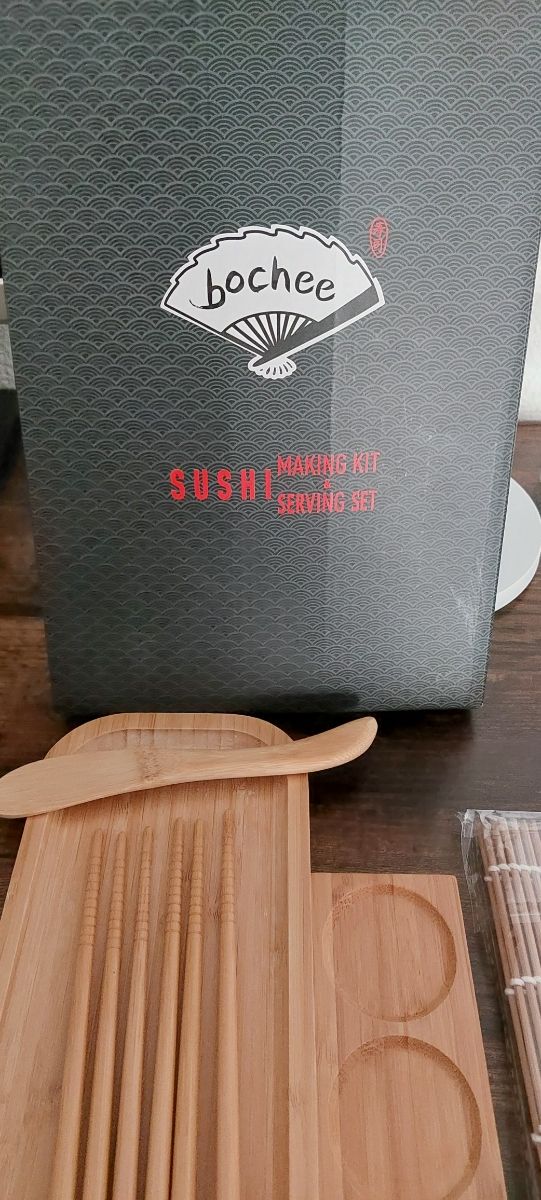 bochee
SUSHI MAKING KIT
&
SERVING SET